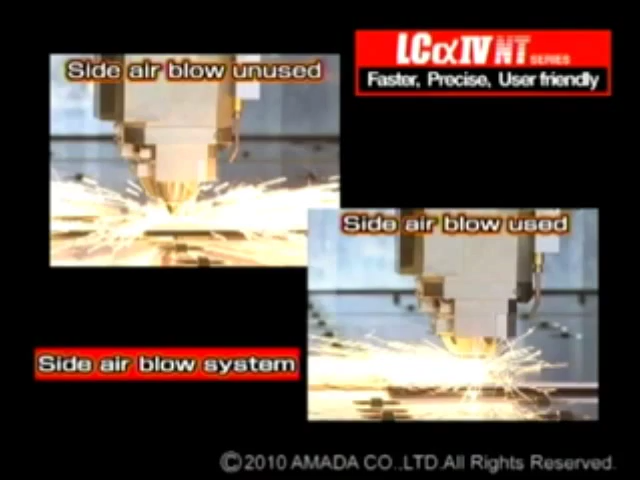 Side air blow unused
LCαIV NT SERIES
Faster, Precise, User friendly
Side air blow used
Side air blow system
©2010 AMADA CO.,LTD.All Rights Reserved.